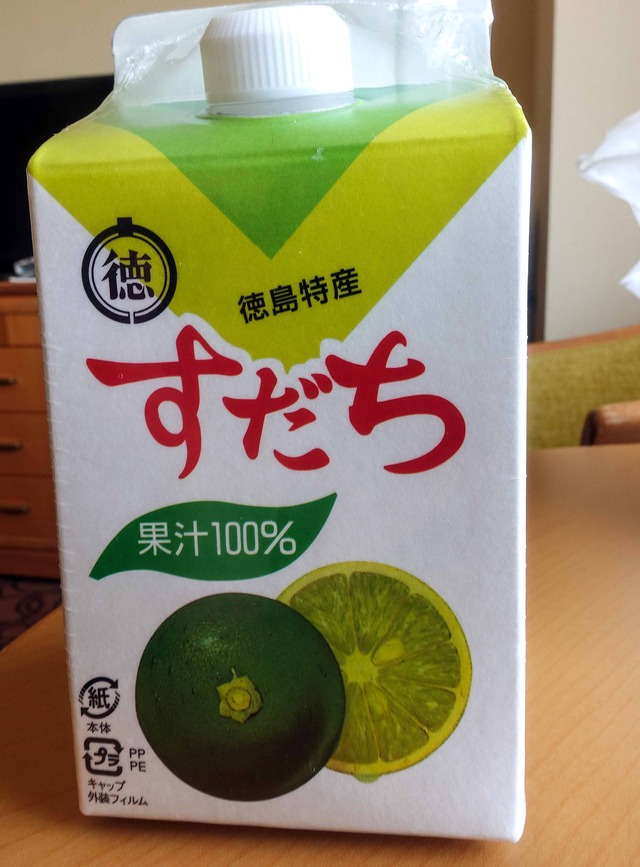 徳
徳島特産
すだち
果汁100%
紙
本体
プラ
PP
PE
キャップ
外装フィルム